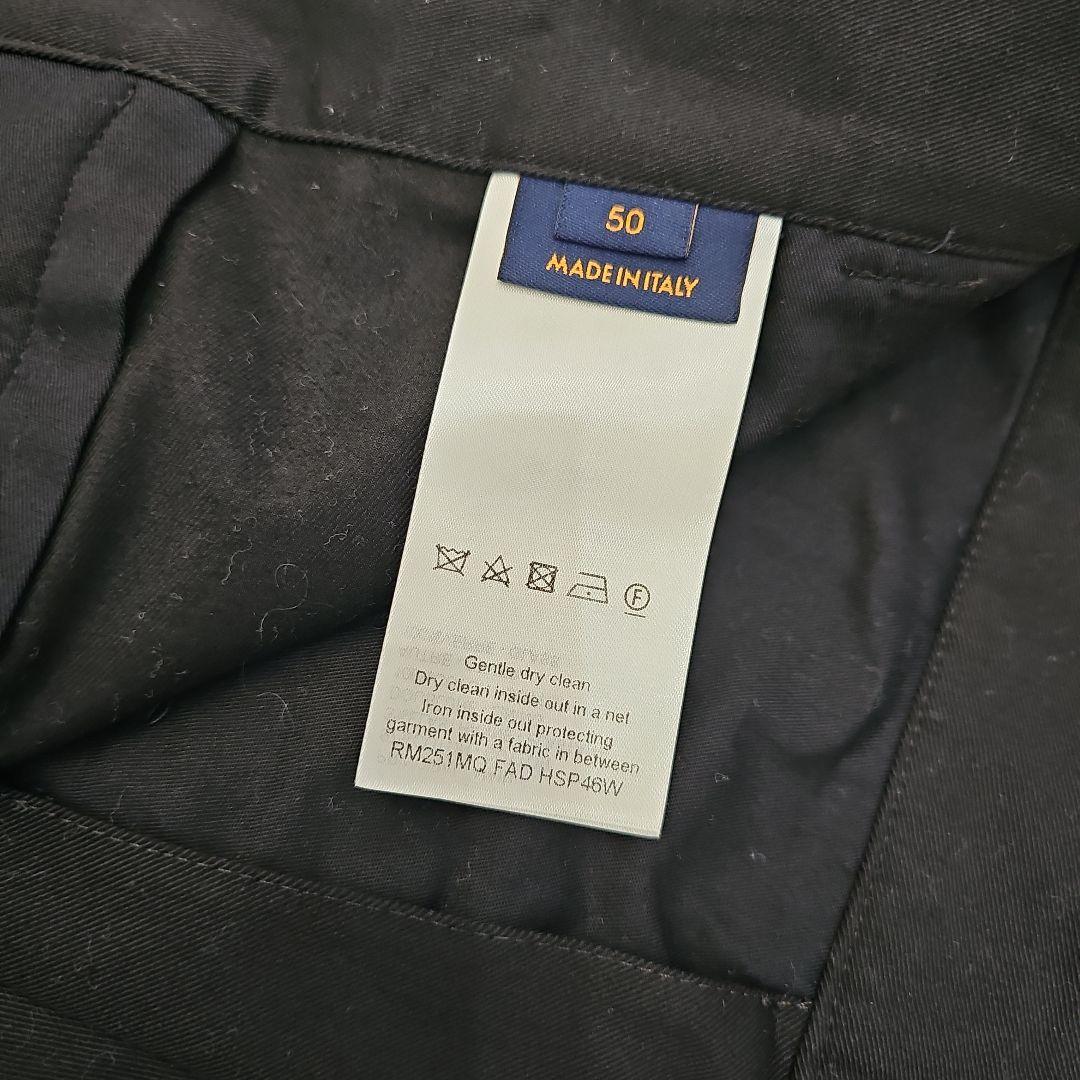 50
MADE IN ITALY
F
Gentle dry clean
Dry clean inside out in a net
Iron inside out protecting
garment with a fabric in between
RM251MQ FAD HSP46W